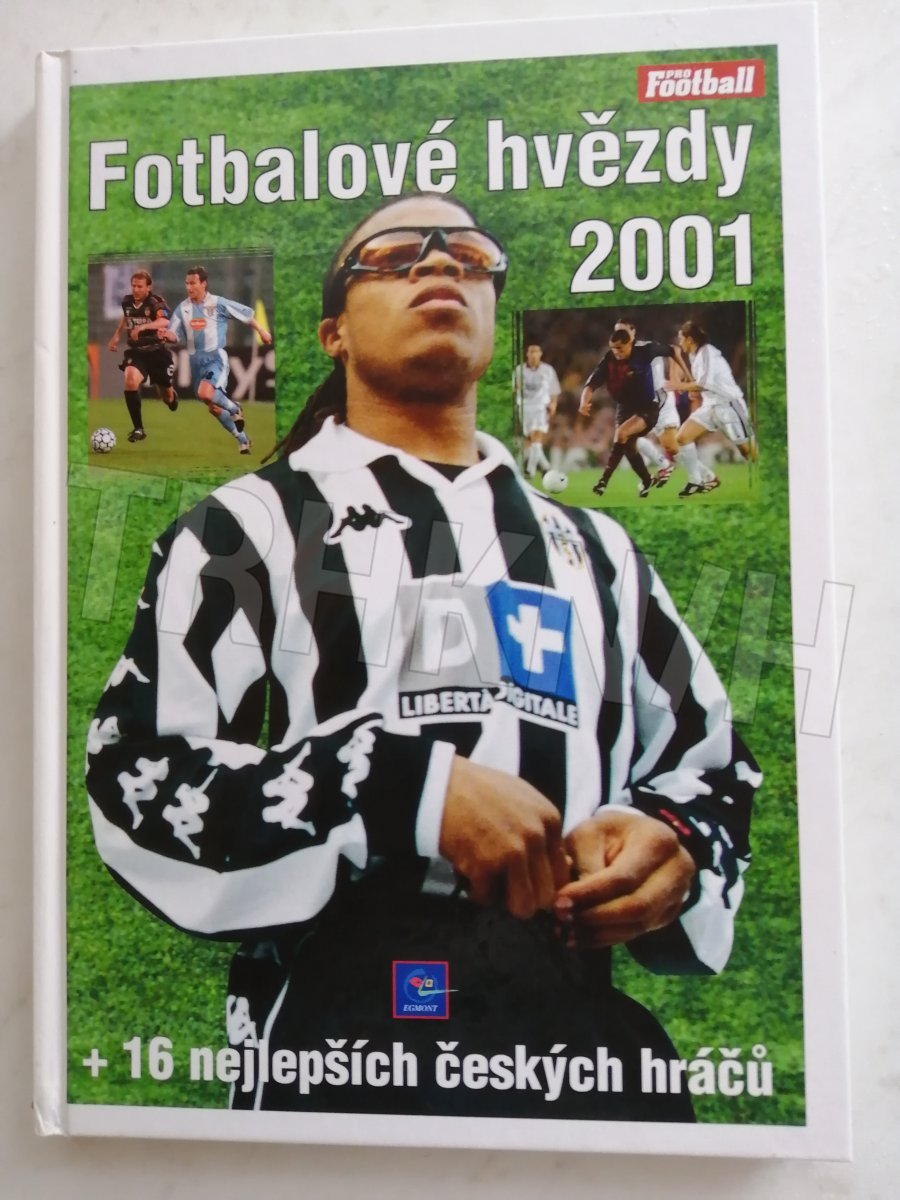 PRO
Football
Fotbalové hvězdy
2001
D
LIBERTÀ DIGITALE
EGMONT
+ 16 nejlepších českých hráčů
TRHKNIH